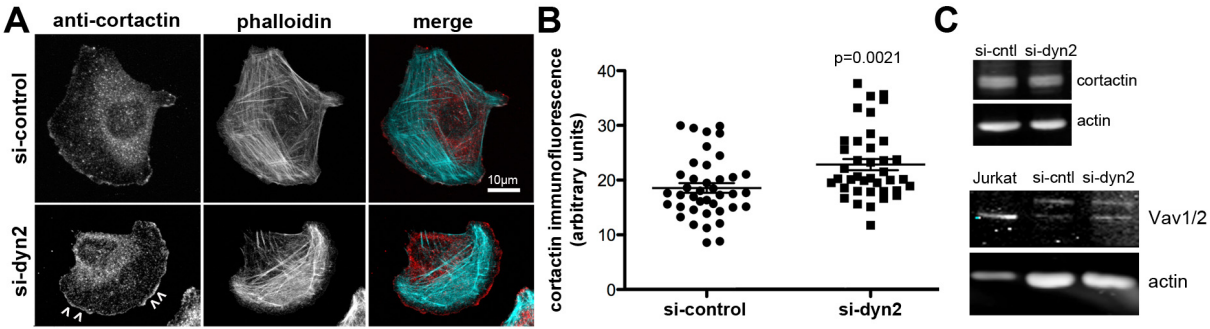 A
anti-cortactin phalloidin merge
si-control
10µm
si-dyn2
B
cortactin immunofluorescence
(arbitrary units)
p=0.0021
40
30
20
10
0
si-control si-dyn2
C
si-cntl si-dyn2
cortactin
actin
Jurkat si-cntl si-dyn2
Vav1/2
actin